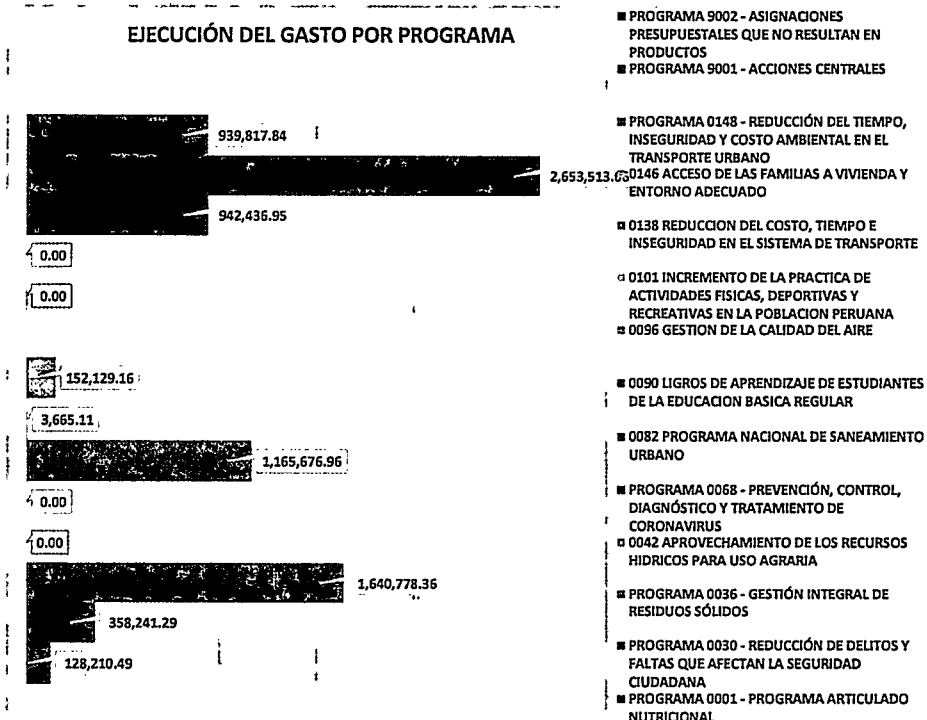 EJECUCIÓN DEL GASTO POR PROGRAMA
939,817.84
2,653,513.63
942,436.95
0.00
0.00
152,129.16
3,665.11
1,165,676.96
0.00
0.00
1,640,778.36
358,241.29
128,210.49
PROGRAMA 9002 - ASIGNACIONES
PRESUPUESTALES QUE NO RESULTAN EN
PRODUCTOS
PROGRAMA 9001 - ACCIONES CENTRALES
PROGRAMA 0148 - REDUCCIÓN DEL TIEMPO,
INSEGURIDAD Y COSTO AMBIENTAL EN EL
TRANSPORTE URBANO
0146 ACCESO DE LAS FAMILIAS A VIVIENDA Y
ENTORNO ADECUADO
0138 REDUCCION DEL COSTO, TIEMPO E
INSEGURIDAD EN EL SISTEMA DE TRANSPORTE
0101 INCREMENTO DE LA PRACTICA DE
ACTIVIDADES FISICAS, DEPORTIVAS Y
RECREATIVAS EN LA POBLACION PERUANA
0096 GESTION DE LA CALIDAD DEL AIRE
0090 LIGROS DE APRENDIZAJE DE ESTUDIANTES
DE LA EDUCACION BASICA REGULAR
0082 PROGRAMA NACIONAL DE SANEAMIENTO
URBANO
PROGRAMA 0068 - PREVENCIÓN, CONTROL,
DIAGNÓSTICO Y TRATAMIENTO DE
CORONAVIRUS
0042 APROVECHAMIENTO DE LOS RECURSOS
HIDRICOS PARA USO AGRARIA
PROGRAMA 0036 - GESTIÓN INTEGRAL DE
RESIDUOS SÓLIDOS
PROGRAMA 0030 - REDUCCIÓN DE DELITOS Y
FALTAS QUE AFECTAN LA SEGURIDAD
CIUDADANA
PROGRAMA 0001 - PROGRAMA ARTICULADO
NUTRICIONAL